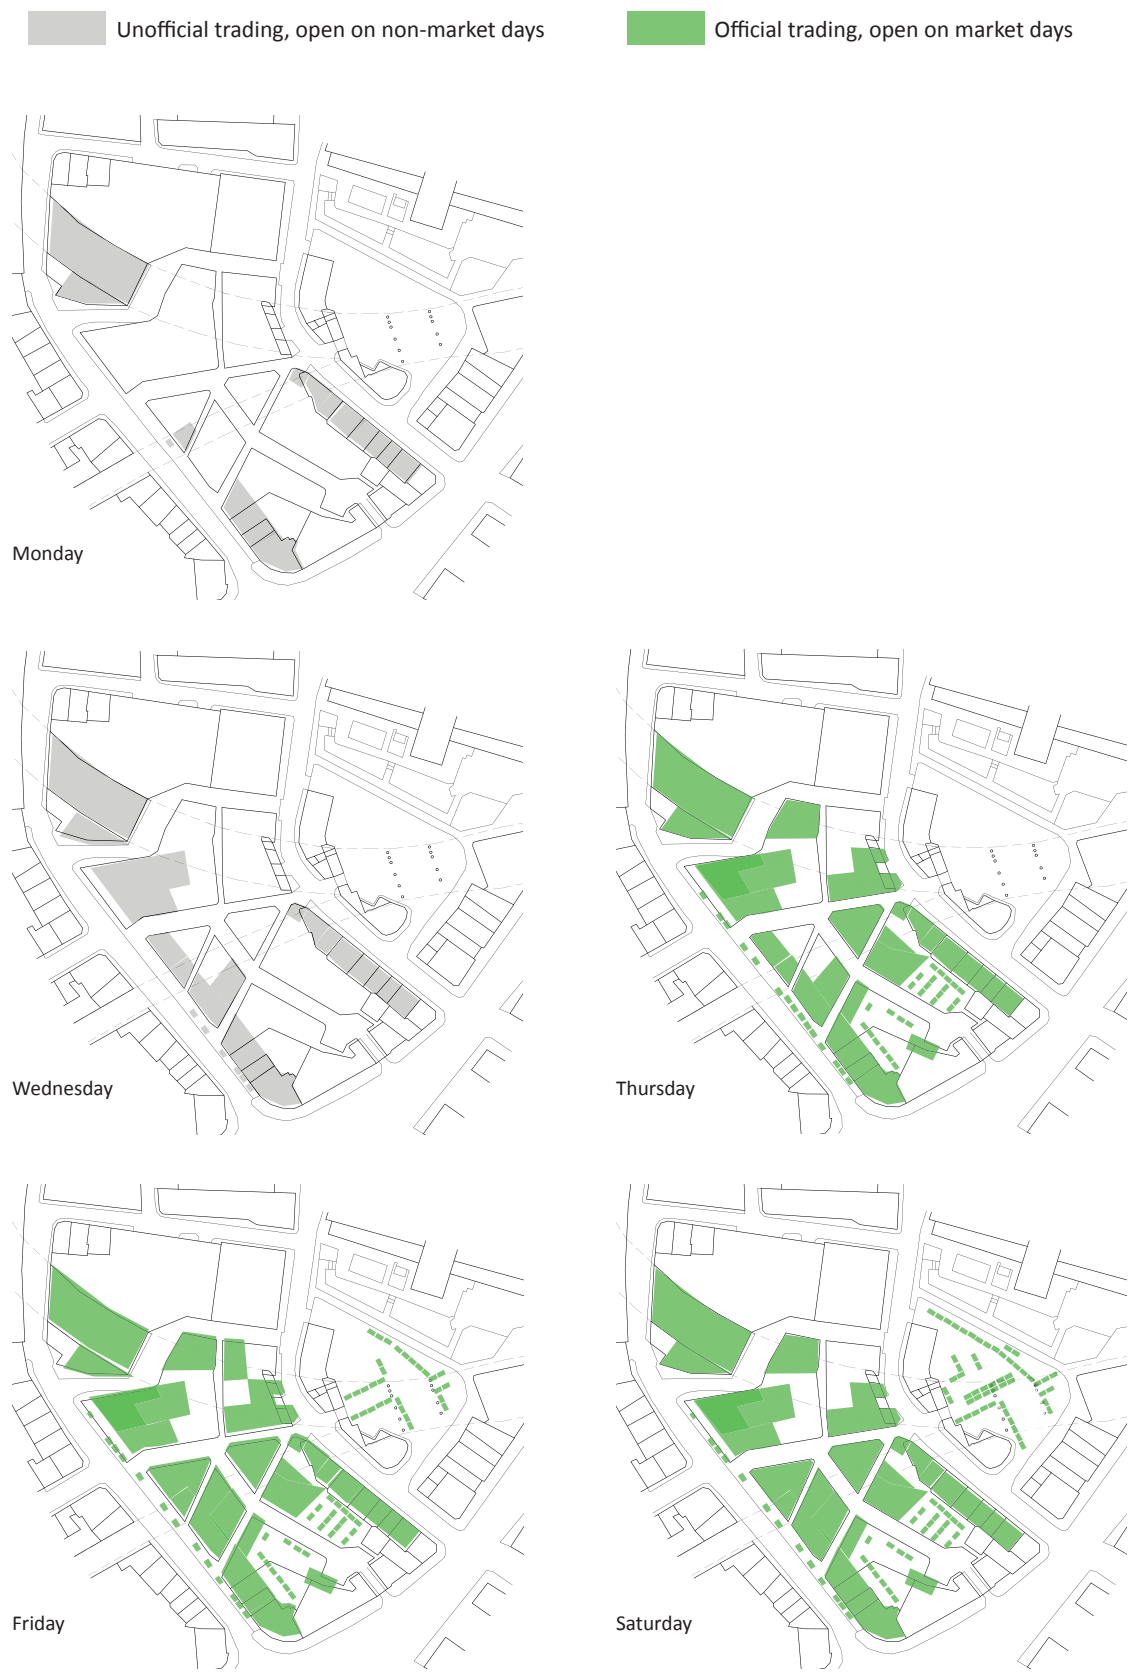 Unofficial trading, open on non-market days
Official trading, open on market days
Monday
Wednesday
Thursday
Friday
Saturday